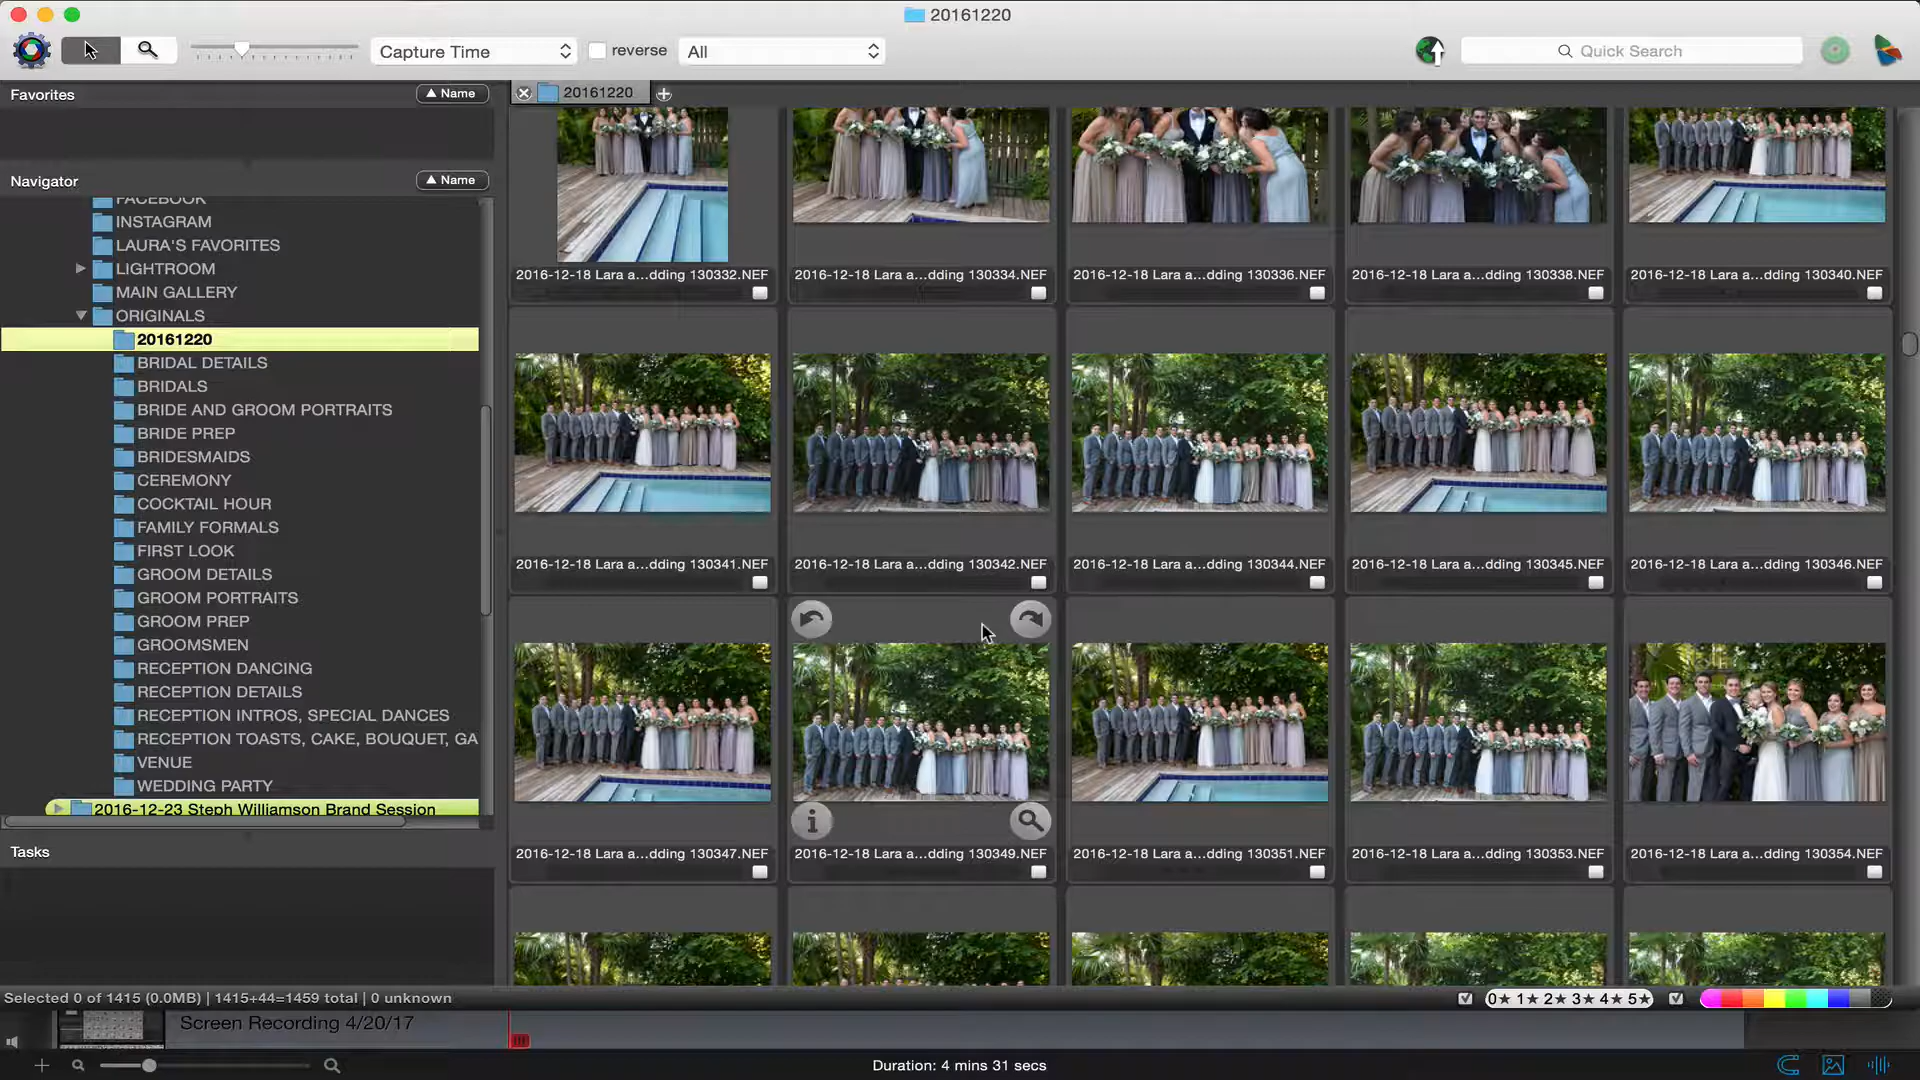 20161220
Capture Time
reverse
All
Quick Search
Favorites
Name
20161220
Navigator
Name
FACEBOOK
INSTAGRAM
LAURA'S FAVORITES
LIGHTROOM
MAIN GALLERY
ORIGINALS
20161220
BRIDAL DETAILS
BRIDALS
BRIDE AND GROOM PORTRAITS
BRIDE PREP
BRIDESMAIDS
CEREMONY
COCKTAIL HOUR
FAMILY FORMALS
FIRST LOOK
GROOM DETAILS
GROOM PORTRAITS
GROOM PREP
GROOMSMEN
RECEPTION DANCING
RECEPTION DETAILS
RECEPTION INTROS, SPECIAL DANCES
RECEPTION TOASTS, CAKE, BOUQUET, GA
VENUE
WEDDING PARTY
2016-12-23 Steph Williamson Brand Session
Tasks
2016-12-18 Lara a...dding 130332.NEF
2016-12-18 Lara a...dding 130334.NEF
2016-12-18 Lara a...dding 130336.NEF
2016-12-18 Lara a...dding 130338.NEF
2016-12-18 Lara a...dding 130340.NEF
2016-12-18 Lara a...dding 130341.NEF
2016-12-18 Lara a...dding 130342.NEF
2016-12-18 Lara a...dding 130344.NEF
2016-12-18 Lara a...dding 130345.NEF
2016-12-18 Lara a...dding 130346.NEF
2016-12-18 Lara a...dding 130347.NEF
2016-12-18 Lara a...dding 130349.NEF
2016-12-18 Lara a...dding 130351.NEF
2016-12-18 Lara a...dding 130353.NEF
2016-12-18 Lara a...dding 130354.NEF
Selected 0 of 1415 (0.0MB) | 1415+44=1459 total | 0 unknown
0★ 1★ 2★ 3★ 4★ 5★
Screen Recording 4/20/17
Duration: 4 mins 31 secs